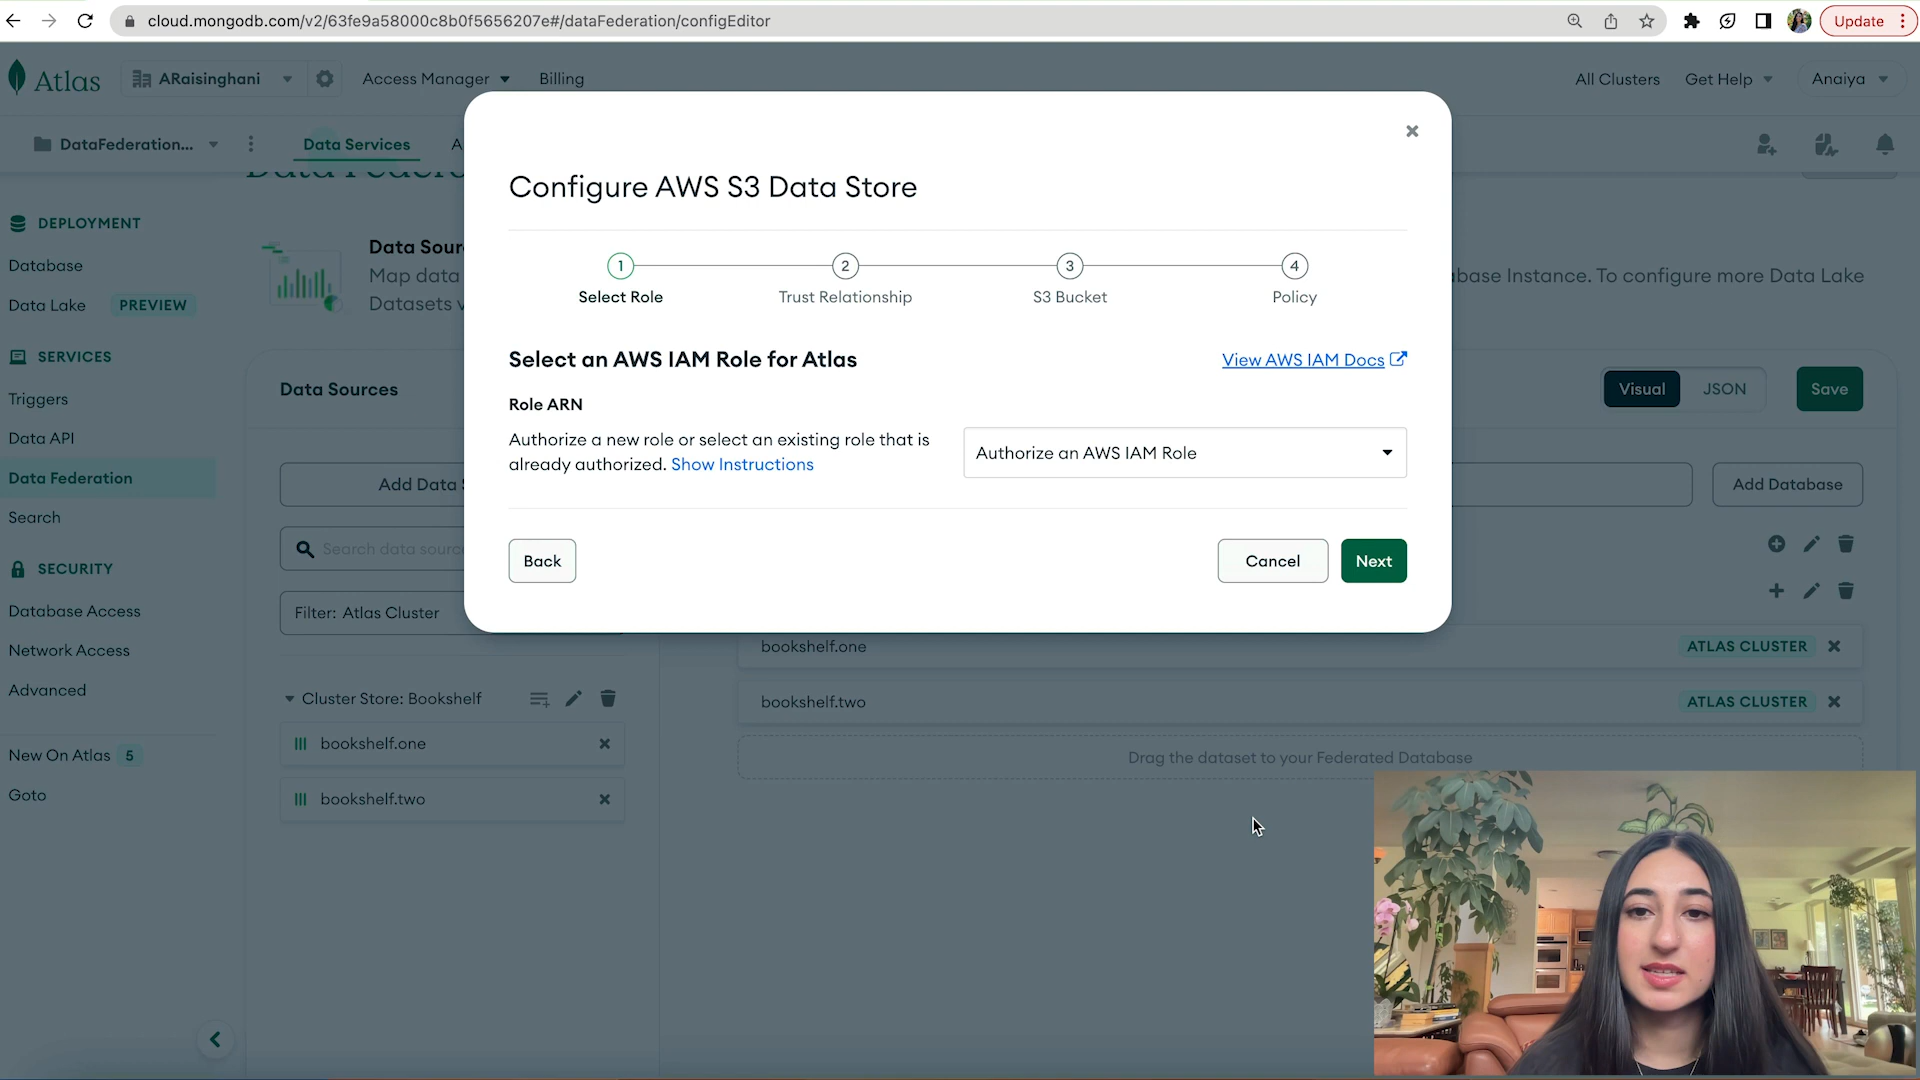 cloud.mongodb.com/v2/63fe9a58000c8b0f5656207e#/dataFederation/configEditor
Update
Atlas
ARaisinghani
Access Manager
Billing
All Clusters
Get Help
Anaiya
DataFederation...
Data Services
A
Data Federa
DEPLOYMENT
Database
Data Lake
PREVIEW
SERVICES
Triggers
Data API
Data Federation
Search
SECURITY
Database Access
Network Access
Advanced
New On Atlas 5
Goto
Data Sour
Map data
Datasets v
base Instance. To configure more Data Lake
Data Sources
Add Data S
Search data source
Filter: Atlas Cluster
Cluster Store: Bookshelf
bookshelf.one
bookshelf.two
Configure AWS S3 Data Store
1
2
3
4
Select Role
Trust Relationship
S3 Bucket
Policy
Select an AWS IAM Role for Atlas
View AWS IAM Docs
Role ARN
Authorize a new role or select an existing role that is
already authorized. Show Instructions
Authorize an AWS IAM Role
Back
Cancel
Next
Visual
JSON
Save
Add Database
bookshelf.one
ATLAS CLUSTER
bookshelf.two
ATLAS CLUSTER
Drag the dataset to your Federated Database